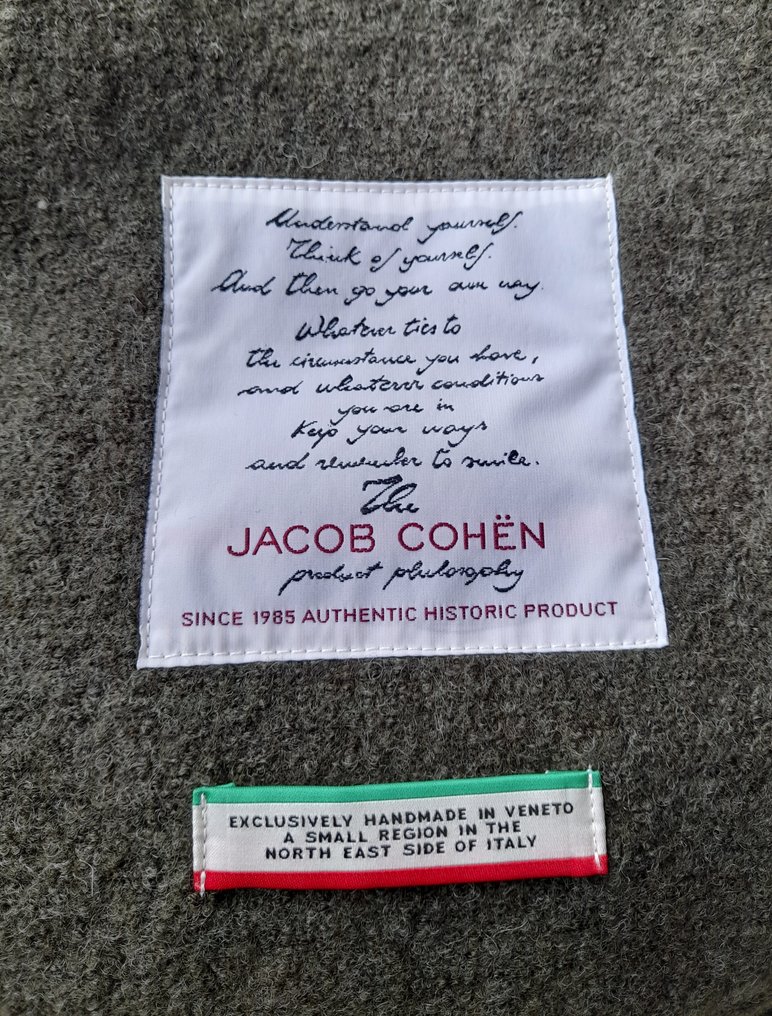 Understand yourself.
Think of yourself.
And then go your own way.
Whatever ties to
the circumstance you have,
and whatever conditions
you are in
Keep your ways
and remember to smile.
The
JACOB COHËN
product philosophy
SINCE 1985 AUTHENTIC HISTORIC PRODUCT
EXCLUSIVELY HANDMADE IN VENETO
A SMALL REGION IN THE
NORTH EAST SIDE OF ITALY